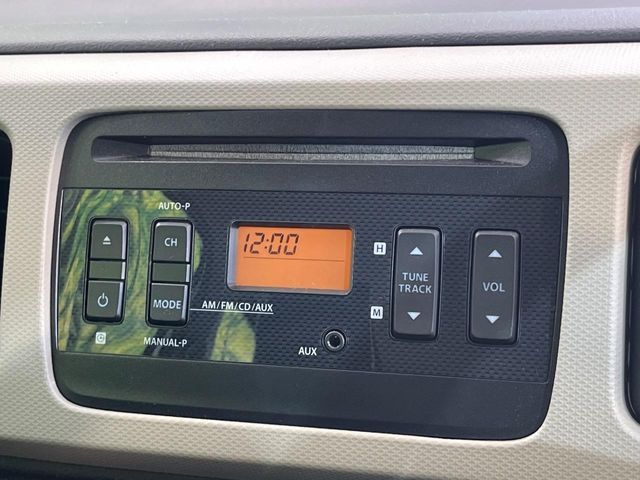 AUTO-P
CH
12:00
H
TUNE
TRACK
VOL
MODE
AM/FM/CD/AUX
M
MANUAL-P
AUX